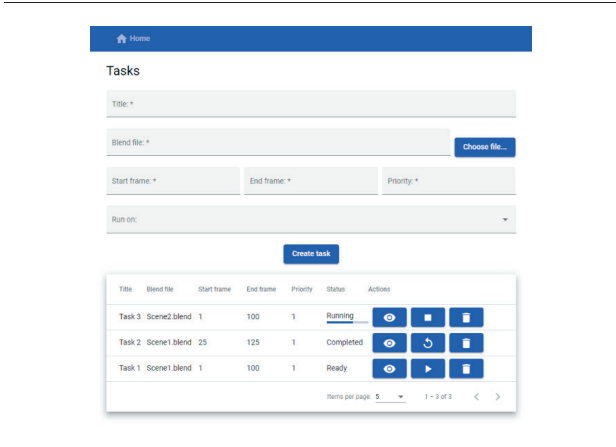 Home
Tasks
Title: *
Blend file: *
Choose file...
Start frame: * End frame: * Priority: *
Run on:
Create task
Title Blend file Start frame End frame Priority Status Actions
Task 3 Scene2.blend 1 100 1 Running
Task 2 Scene1.blend 25 125 1 Completed
Task 1 Scene1.blend 1 100 1 Ready
Items per page: 5 1 – 3 of 3